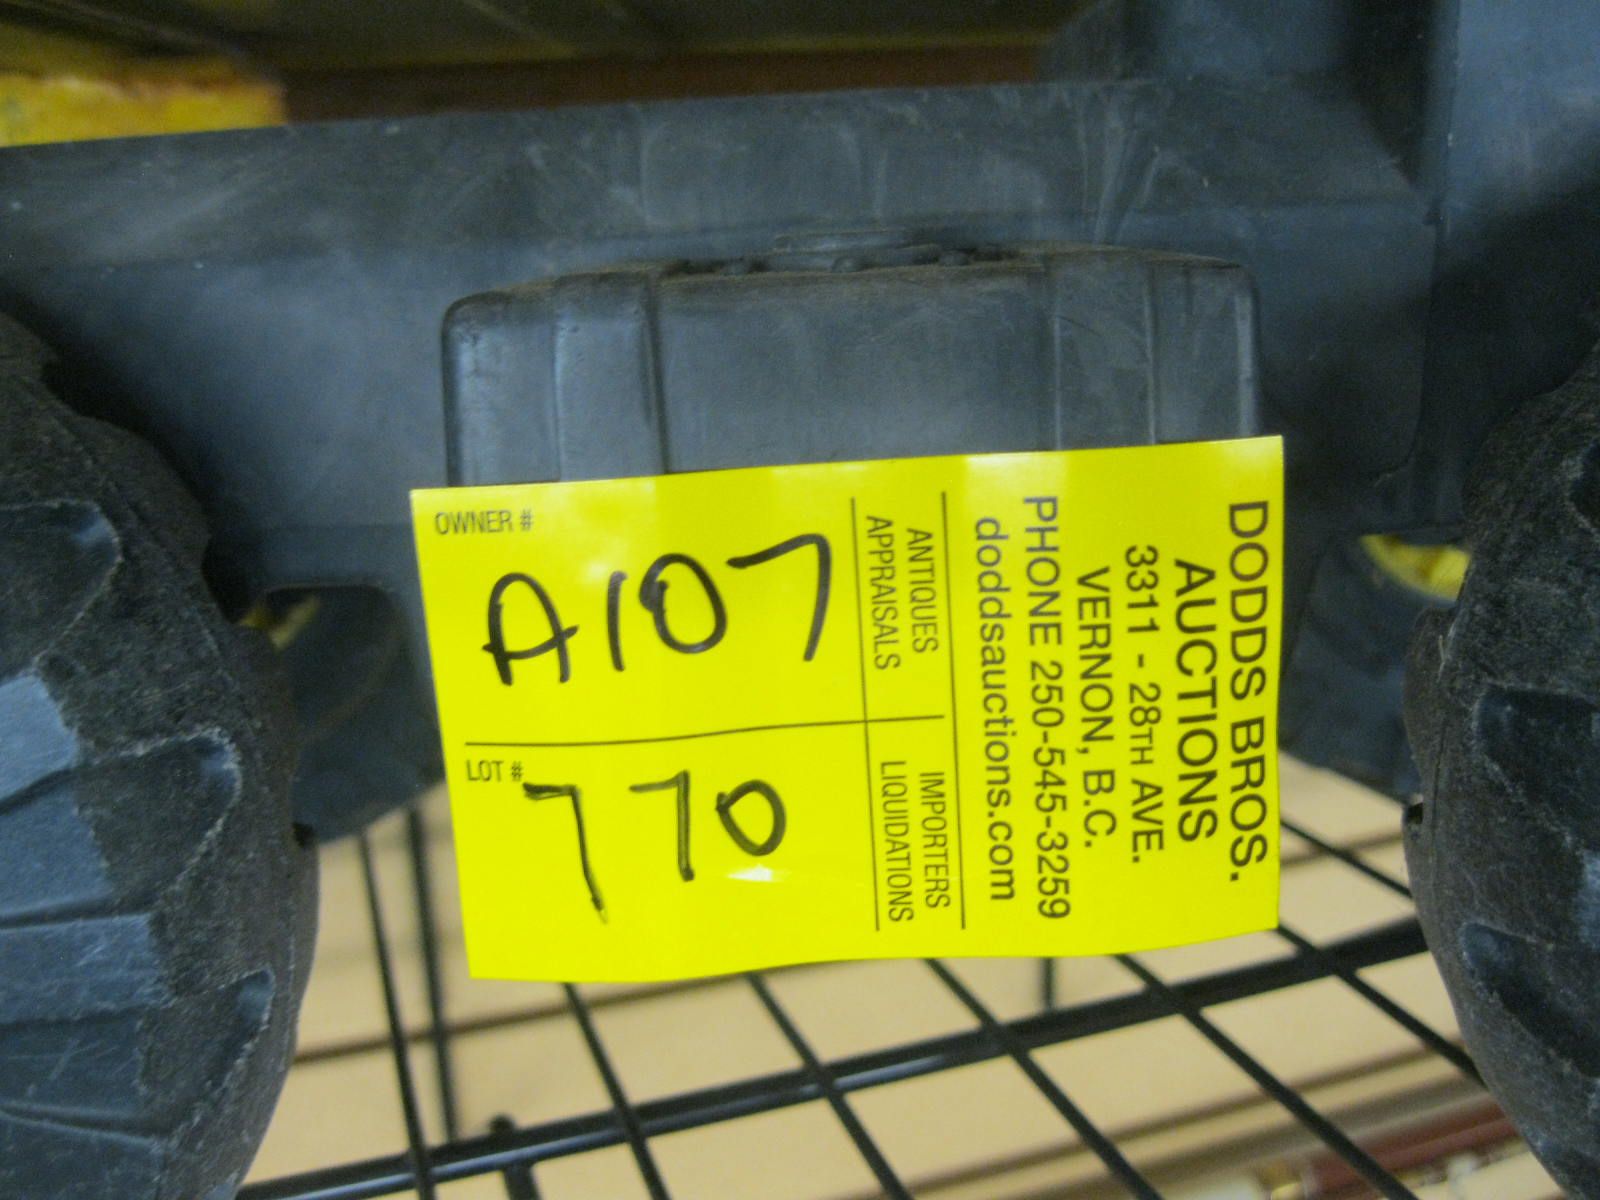 DODDS BROS.
AUCTIONS
3311 - 28TH AVE.
VERNON, B.C.
PHONE 250-545-3259
doddsauctions.com
ANTIQUES
APPRAISALS
IMPORTERS
LIQUIDATIONS
OWNER #
A107
LOT #
770